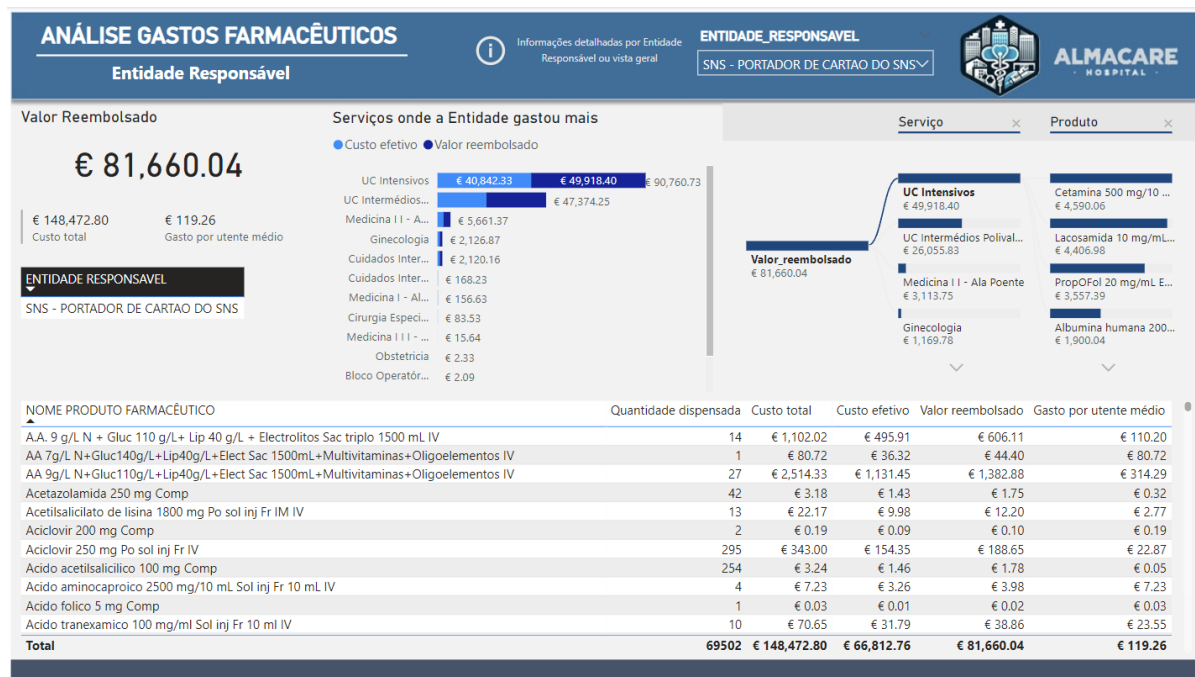 ANÁLISE GASTOS FARMACÊUTICOS
Entidade Responsável
i
Informações detalhadas por Entidade
Responsável ou vista geral
ENTIDADE_RESPONSAVEL
SNS - PORTADOR DE CARTAO DO SNS
ALMACARE
HOSPITAL
Valor Reembolsado
€ 81,660.04
€ 148,472.80
Custo total
€ 119.26
Gasto por utente médio
ENTIDADE RESPONSAVEL
SNS - PORTADOR DE CARTAO DO SNS
Serviços onde a Entidade gastou mais
Custo efetivo Valor reembolsado
UC Intensivos € 40,842.33 € 49,918.40 € 90,760.73
UC Intermédios... € 47,374.25
Medicina I I - A... € 5,661.37
Ginecologia € 2,126.87
Cuidados Inter... € 2,120.16
Cuidados Inter... € 168.23
Medicina I - Al... € 156.63
Cirurgia Especi... € 83.53
Medicina I I I - ... € 15.64
Obstetricia € 2.33
Bloco Operatór... € 2.09
Serviço ×
Produto ×
Valor_reembolsado
€ 81,660.04
UC Intensivos
€ 49,918.40
UC Intermédios Polival...
€ 26,055.83
Medicina I I - Ala Poente
€ 3,113.75
Ginecologia
€ 1,169.78
Cetamina 500 mg/10 ...
€ 4,590.06
Lacosamida 10 mg/mL...
€ 4,406.98
PropOFol 20 mg/mL E...
€ 3,557.39
Albumina humana 200...
€ 1,900.04
NOME PRODUTO FARMACÊUTICO Quantidade dispensada Custo total Custo efetivo Valor reembolsado Gasto por utente médio
A.A. 9 g/L N + Gluc 110 g/L+ Lip 40 g/L + Electrolitos Sac triplo 1500 mL IV 14 € 1,102.02 € 495.91 € 606.11 € 110.20
AA 7g/L N+Gluc140g/L+Lip40g/L+Elect Sac 1500mL+Multivitaminas+Oligoelementos IV 1 € 80.72 € 36.32 € 44.40 € 80.72
AA 9g/L N+Gluc110g/L+Lip40g/L+Elect Sac 1500mL+Multivitaminas+Oligoelementos IV 27 € 2,514.33 € 1,131.45 € 1,382.88 € 314.29
Acetazolamida 250 mg Comp 42 € 3.18 € 1.43 € 1.75 € 0.32
Acetilsalicilato de lisina 1800 mg Po sol inj Fr IM IV 13 € 22.17 € 9.98 € 12.20 € 2.77
Aciclovir 200 mg Comp 2 € 0.19 € 0.09 € 0.10 € 0.19
Aciclovir 250 mg Po sol inj Fr IV 295 € 343.00 € 154.35 € 188.65 € 22.87
Acido acetilsalicilico 100 mg Comp 254 € 3.24 € 1.46 € 1.78 € 0.05
Acido aminocaproico 2500 mg/10 mL Sol inj Fr 10 mL IV 4 € 7.23 € 3.26 € 3.98 € 7.23
Acido folico 5 mg Comp 1 € 0.03 € 0.01 € 0.02 € 0.03
Acido tranexamico 100 mg/ml Sol inj Fr 10 ml IV 10 € 70.65 € 31.79 € 38.86 € 23.55
Total 69502 € 148,472.80 € 66,812.76 € 81,660.04 € 119.26